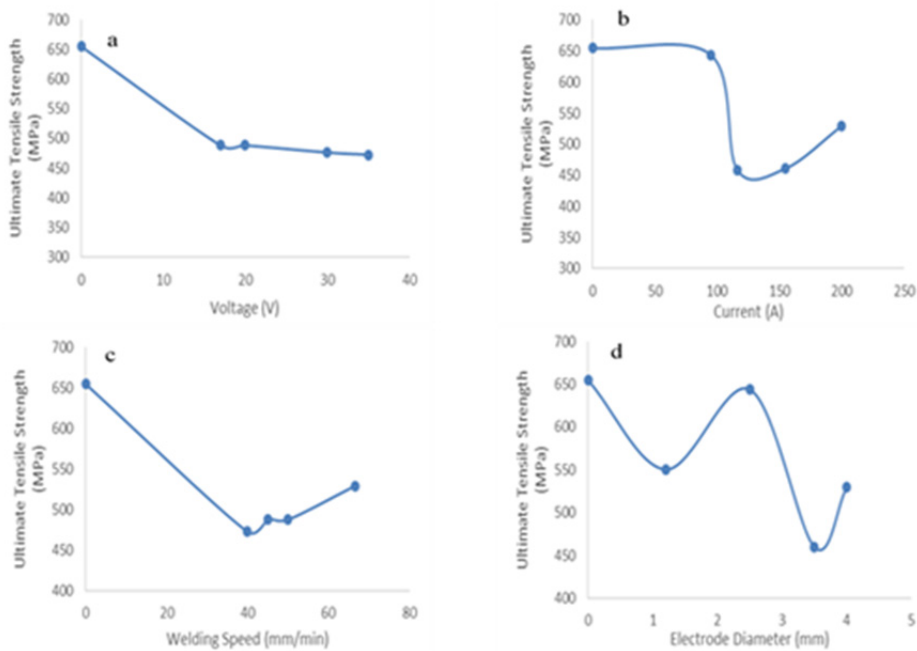 a
Ultimate Tensile Strength
(MPa)
700
650
600
550
500
450
400
350
300
0 10 20 30 40
Voltage (V)
b
Ultimate Tensile Strength
(MPa)
700
650
600
550
500
450
400
350
300
0 50 100 150 200 250
Current (A)
c
Ultimate Tensile Strength
(MPa)
700
650
600
550
500
450
400
0 20 40 60 80
Welding Speed (mm/min)
d
Ultimate Tensile Strength
(MPa)
700
650
600
550
500
450
400
0 1 2 3 4 5
Electrode Diameter (mm)